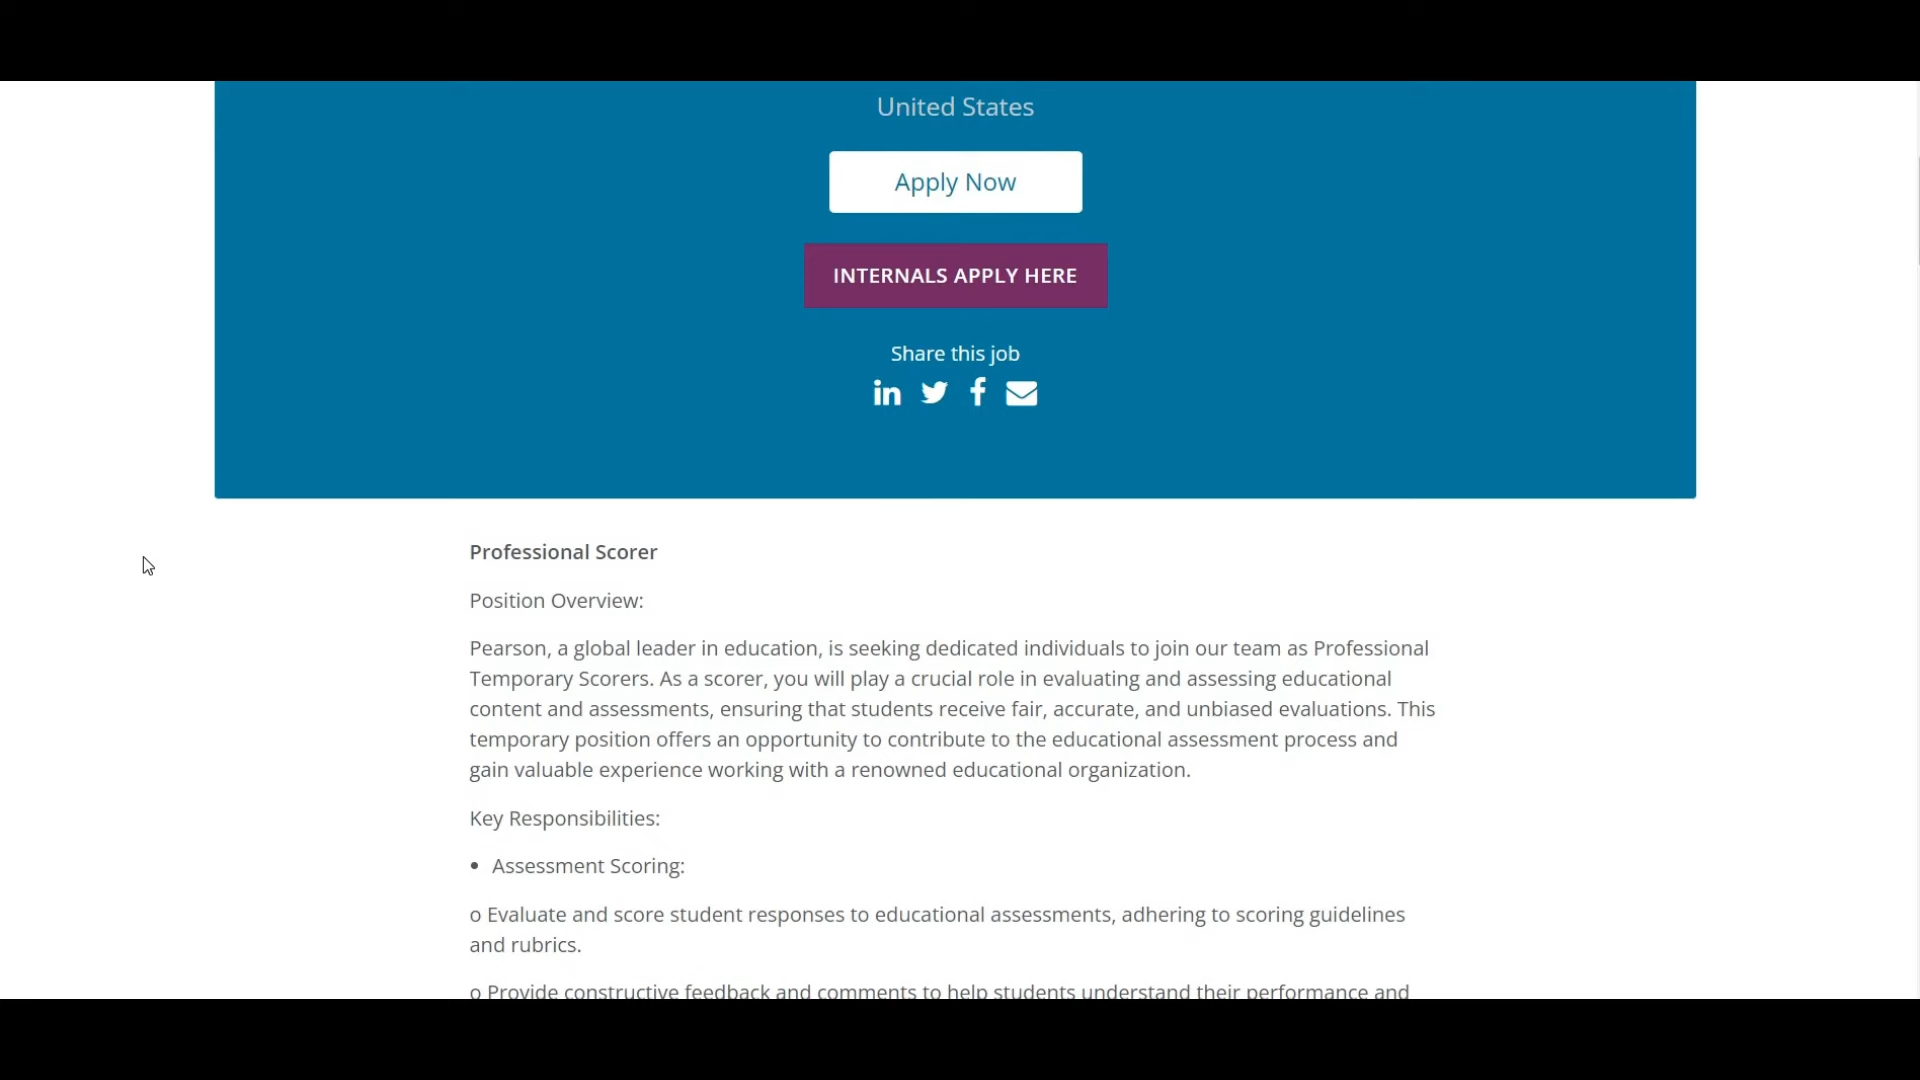 United States
Apply Now
INTERNALS APPLY HERE
Share this job
Professional Scorer
Position Overview:
Pearson, a global leader in education, is seeking dedicated individuals to join our team as Professional
Temporary Scorers. As a scorer, you will play a crucial role in evaluating and assessing educational
content and assessments, ensuring that students receive fair, accurate, and unbiased evaluations. This
temporary position offers an opportunity to contribute to the educational assessment process and
gain valuable experience working with a renowned educational organization.
Key Responsibilities:
• Assessment Scoring:
o Evaluate and score student responses to educational assessments, adhering to scoring guidelines
and rubrics.
o Provide constructive feedback and comments to help students understand their performance and